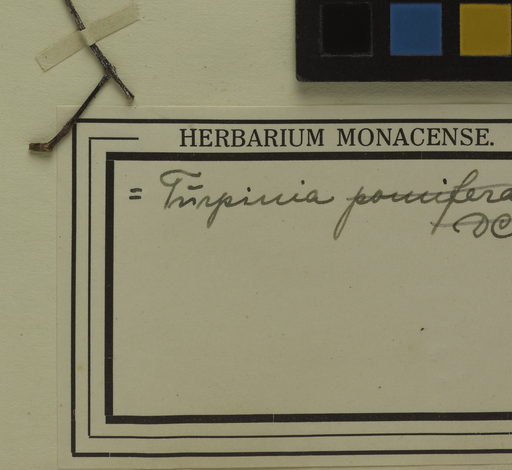 HERBARIUM MONACENSE.
= Turpinia pomifera
DC